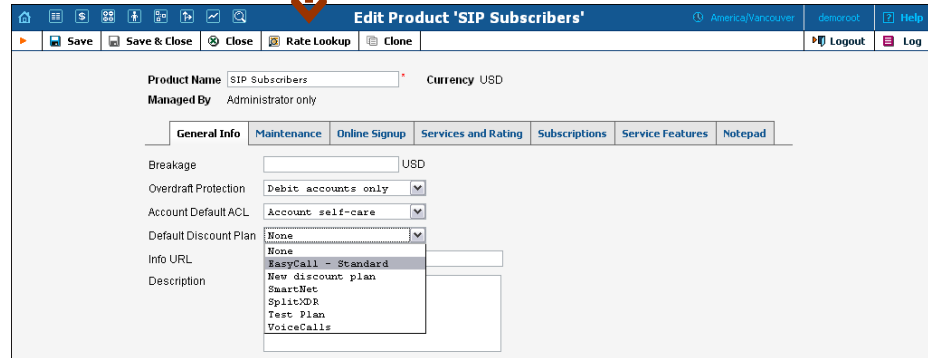 Edit Product 'SIP Subscribers' America/Vancouver demoroot ? Help
Save Save & Close Close Rate Lookup Clone Logout Log
Product Name SIP Subscribers * Currency USD
Managed By Administrator only
General Info Maintenance Online Signup Services and Rating Subscriptions Service Features Notepad
Breakage USD
Overdraft Protection Debit accounts only
Account Default ACL Account self-care
Default Discount Plan None
None
Info URL EasyCall - Standard
New discount plan
Description SmartNet
SplitXDR
Test Plan
VoiceCalls